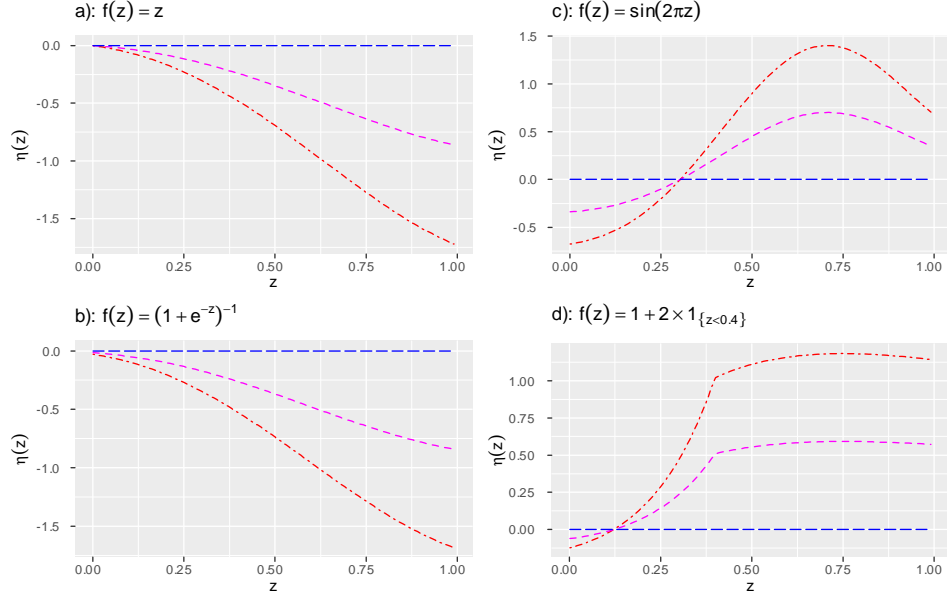 a): f(z) = z
0.0
-0.5
-1.0
-1.5
η(z)
0.00 0.25 0.50 0.75 1.00
z
c): f(z) = sin(2πz)
1.5
1.0
0.5
0.0
-0.5
η(z)
0.00 0.25 0.50 0.75 1.00
z
b): f(z) = (1 + e⁻ᶻ)⁻¹
0.0
-0.5
-1.0
-1.5
η(z)
0.00 0.25 0.50 0.75 1.00
z
d): f(z) = 1 + 2 × 1_{z<0.4}
1.00
0.75
0.50
0.25
0.00
η(z)
0.00 0.25 0.50 0.75 1.00
z